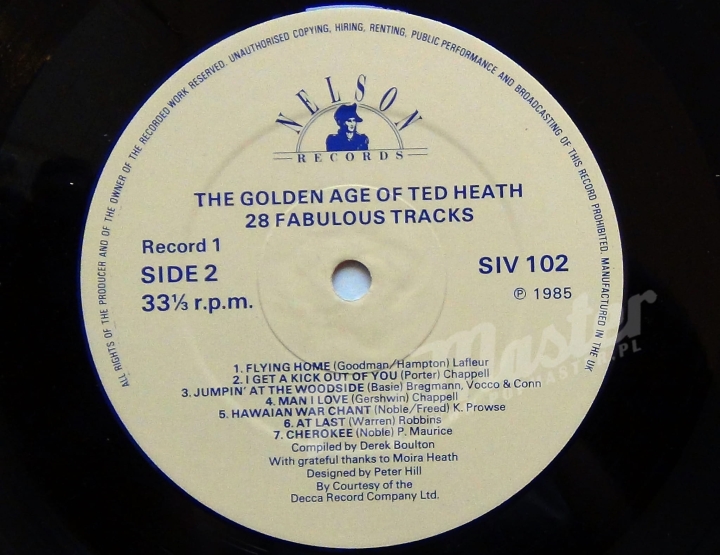 ALL RIGHTS OF THE PRODUCER AND OF THE OWNER OF THE RECORDED WORK RESERVED. UNAUTHORISED COPYING, HIRING, RENTING, PUBLIC PERFORMANCE AND BROADCASTING OF THIS RECORD PROHIBITED. MANUFACTURED IN THE UK
NELSON
RECORDS
THE GOLDEN AGE OF TED HEATH
28 FABULOUS TRACKS
Record 1
SIDE 2
33⅓ r.p.m.
SIV 102
℗ 1985
1. FLYING HOME (Goodman/Hampton) Lafleur
2. I GET A KICK OUT OF YOU (Porter) Chappell
3. JUMPIN' AT THE WOODSIDE (Basie) Bregmann, Vocco & Conn
4. MAN I LOVE (Gershwin) Chappell
5. HAWAIAN WAR CHANT (Noble/Freed) K. Prowse
6. AT LAST (Warren) Robbins
7. CHEROKEE (Noble) P. Maurice
Compiled by Derek Boulton
With grateful thanks to Moira Heath
Designed by Peter Hill
By Courtesy of the
Decca Record Company Ltd.
Master